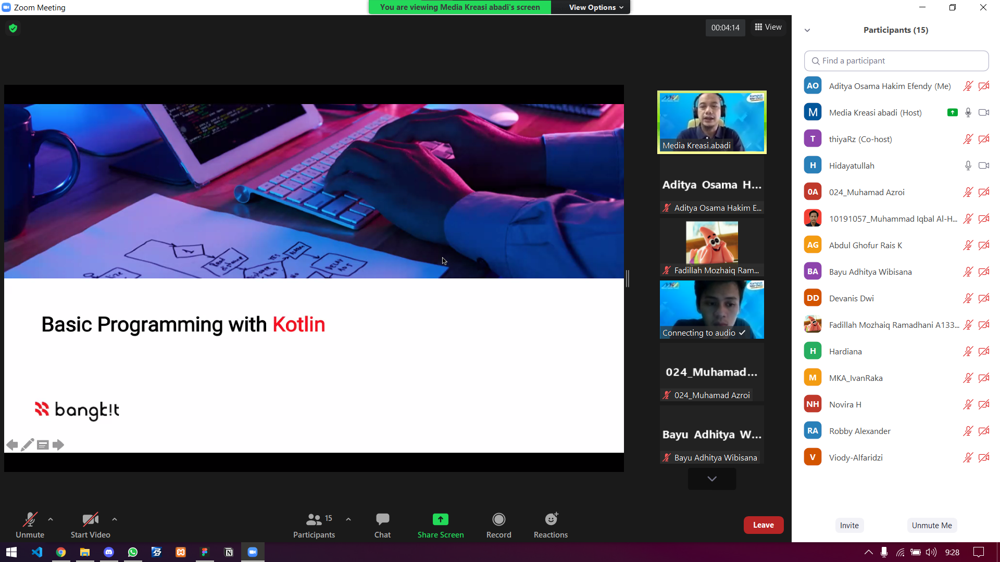 Zoom Meeting
You are viewing Media Kreasi abadi's screen
View Options
00:04:14
View
Participants (15)
Find a participant
AO Aditya Osama Hakim Efendy (Me)
M Media Kreasi abadi (Host)
T thiyaRz (Co-host)
H Hidayatullah
0A 024_Muhamad Azroi
10191057_Muhammad Iqbal Al-H...
AG Abdul Ghofur Rais K
BA Bayu Adhitya Wibisana
DD Devanis Dwi
Fadillah Mozhaiq Ramadhani A133...
H Hardiana
M MKA_IvanRaka
NH Novira H
RA Robby Alexander
V Viody-Alfaridzi
Invite
Unmute Me
Media Kreasi abadi
Aditya Osama H...
Aditya Osama Hakim E...
Fadillah Mozhaiq Ram...
Connecting to audio
024_Muhamad...
024_Muhamad Azroi
Bayu Adhitya W...
Bayu Adhitya Wibisana
YES
Basic Programming with Kotlin
bangk!t
Unmute
Start Video
15
Participants
Chat
Share Screen
Record
Reactions
Leave
9:28